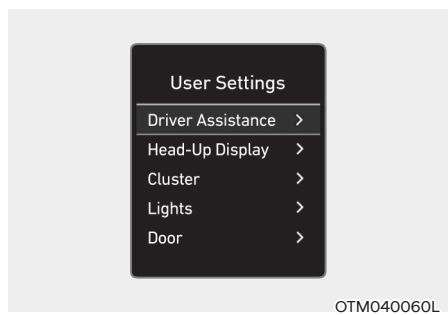 User Settings
Driver Assistance >
Head-Up Display >
Cluster >
Lights >
Door >
OTM040060L